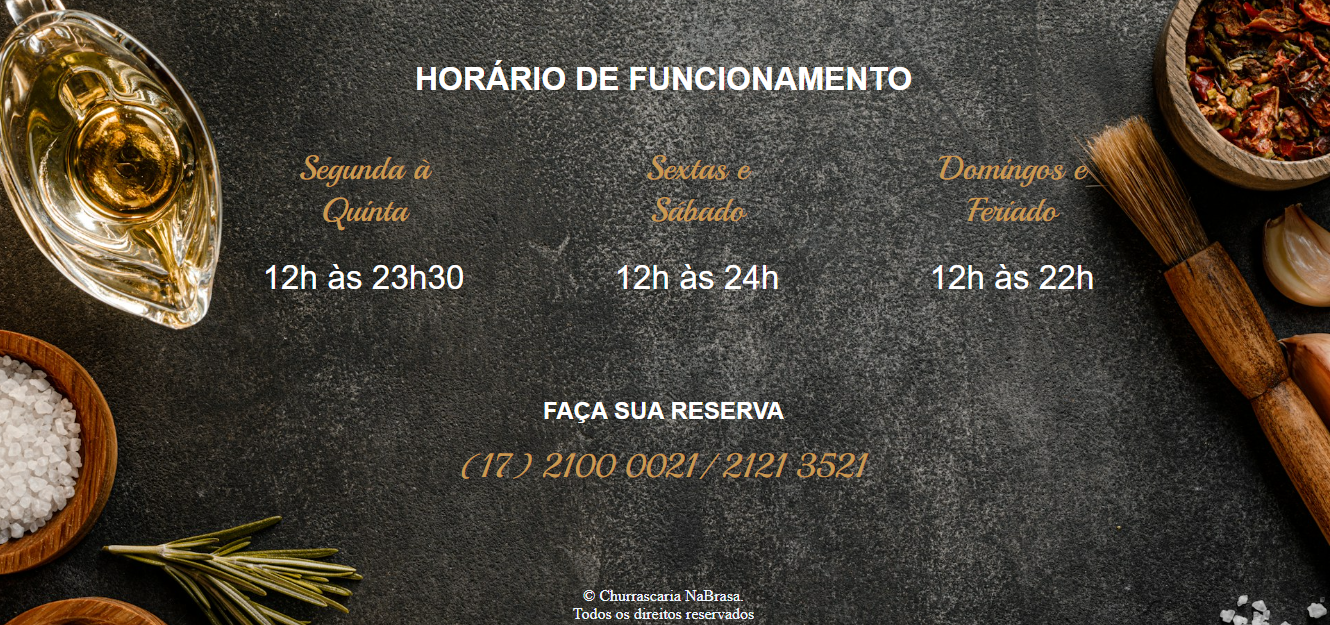 HORÁRIO DE FUNCIONAMENTO
Segunda à
Quinta
12h às 23h30
Sextas e
Sábado
12h às 24h
Domingos e
Feriado
12h às 22h
FAÇA SUA RESERVA
(17) 2100 0021 / 2121 3521
© Churrascaria NaBrasa.
Todos os direitos reservados